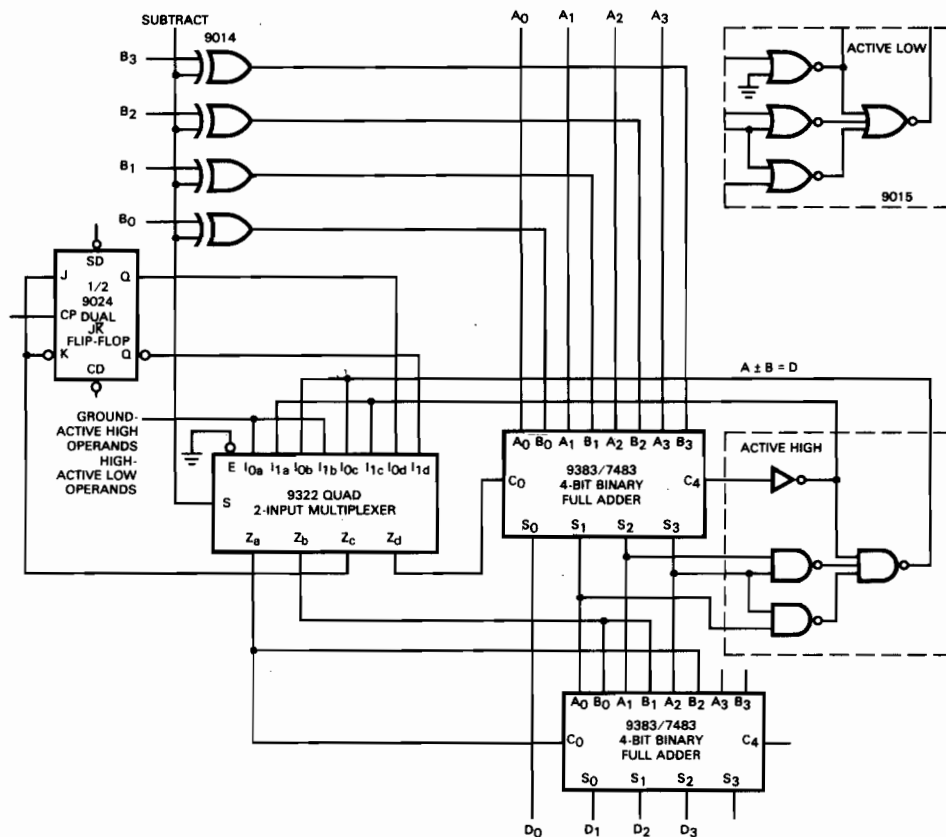 SUBTRACT
9014
A0 A1 A2 A3
B3
B2
B1
B0
ACTIVE LOW
9015
SD
J Q
1/2
9024
CP DUAL
JK̅
FLIP-FLOP
K Q
CD
A ± B = D
GROUND-
ACTIVE HIGH
OPERANDS
HIGH-
ACTIVE LOW
OPERANDS
E I0a I1a I0b I1b I0c I1c I0d I1d
S
9322 QUAD
2-INPUT MULTIPLEXER
Za Zb Zc Zd
A0 B0 A1 B1 A2 B2 A3 B3
C0
9383/7483
4-BIT BINARY
FULL ADDER
C4
S0 S1 S2 S3
ACTIVE HIGH
A0 B0 A1 B1 A2 B2 A3 B3
C0
9383/7483
4-BIT BINARY
FULL ADDER
C4
S0 S1 S2 S3
D0 D1 D2 D3